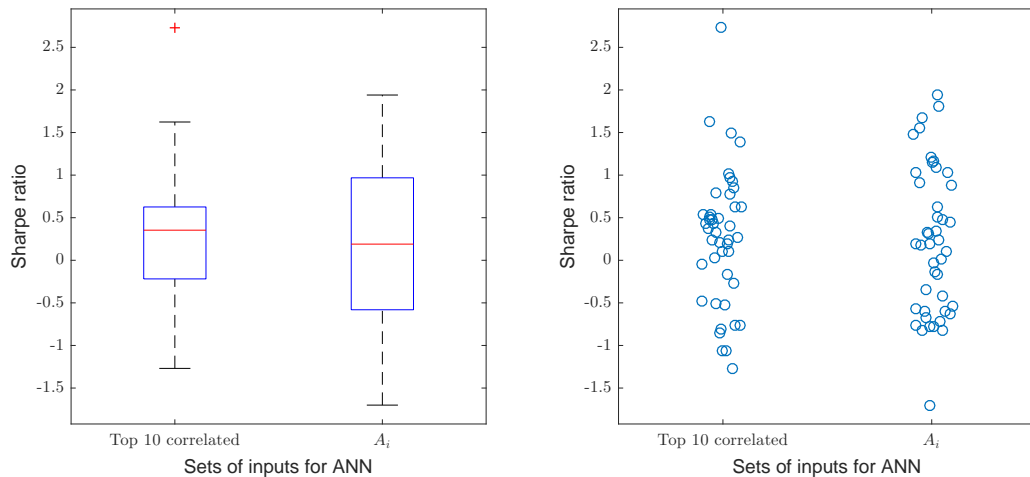 2.5
2
1.5
1
0.5
0
-0.5
-1
-1.5
Sharpe ratio
Top 10 correlated
A_i
Sets of inputs for ANN
2.5
2
1.5
1
0.5
0
-0.5
-1
-1.5
Sharpe ratio
Top 10 correlated
A_i
Sets of inputs for ANN